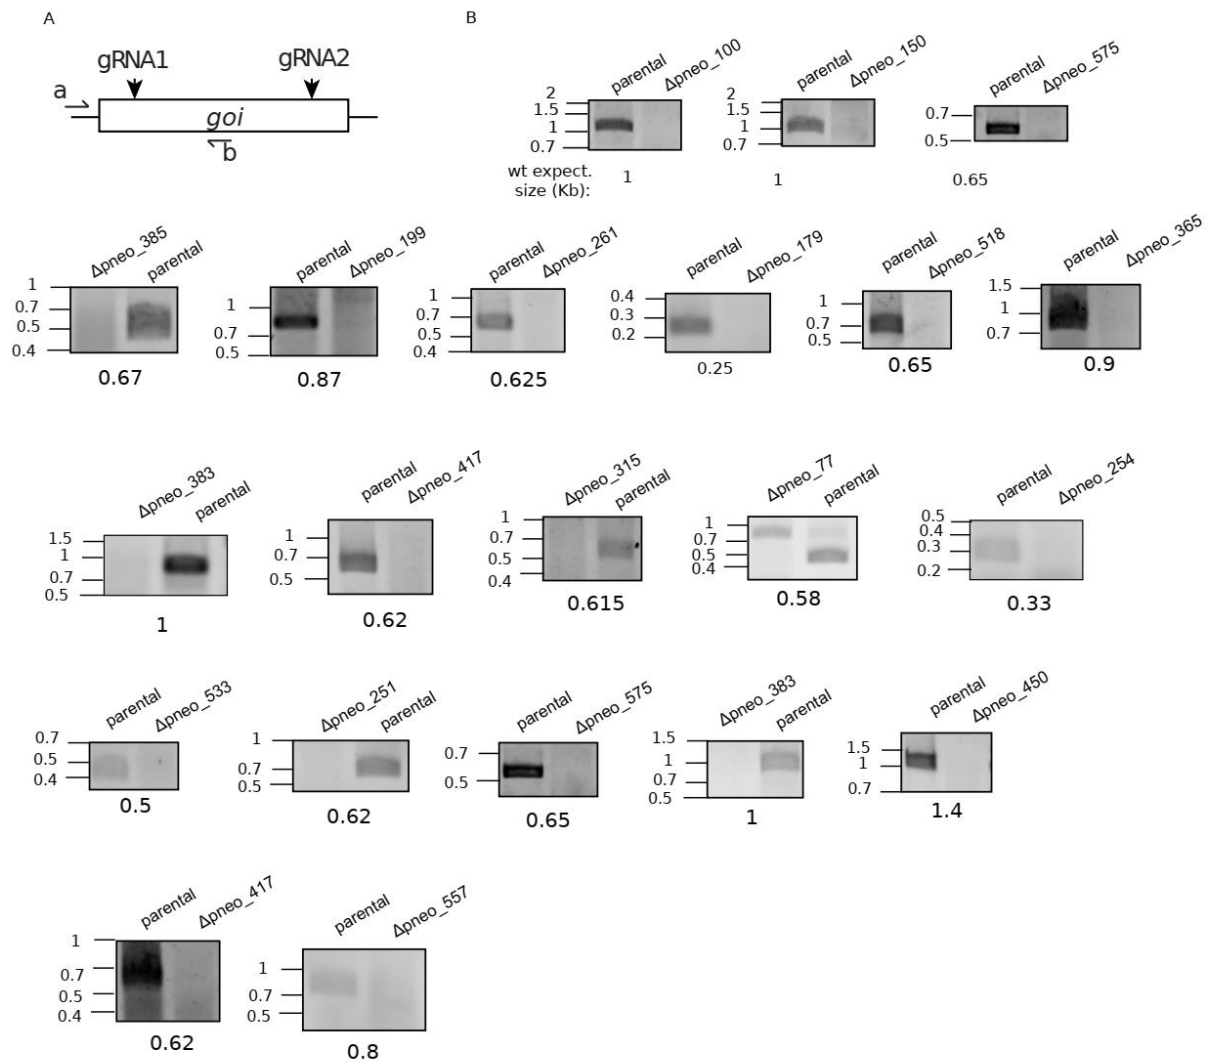 A
B
gRNA1
gRNA2
a
goi
b
parental
Δpneo_100
2
1.5
1
0.7
wt expect.
size (Kb):
1
parental
Δpneo_150
2
1.5
1
0.7
1
parental
Δpneo_575
0.7
0.5
0.65
Δpneo_385
parental
1
0.7
0.5
0.4
0.67
parental
Δpneo_199
1
0.7
0.5
0.87
parental
Δpneo_261
1
0.7
0.5
0.4
0.625
parental
Δpneo_179
0.4
0.3
0.2
0.25
parental
Δpneo_518
1
0.7
0.5
0.65
parental
Δpneo_365
1.5
1
0.7
0.9
Δpneo_383
parental
1.5
1
0.7
0.5
1
parental
Δpneo_417
1
0.7
0.5
0.62
Δpneo_315
parental
1
0.7
0.5
0.4
0.615
Δpneo_77
parental
1
0.7
0.5
0.4
0.58
parental
Δpneo_254
0.5
0.4
0.3
0.2
0.33
parental
Δpneo_533
0.7
0.5
0.4
0.5
Δpneo_251
parental
1
0.7
0.5
0.62
parental
Δpneo_575
0.7
0.5
0.65
Δpneo_383
parental
1.5
1
0.7
0.5
1
parental
Δpneo_450
1.5
1
0.7
1.4
parental
Δpneo_417
1
0.7
0.5
0.4
0.62
parental
Δpneo_557
1
0.7
0.5
0.8